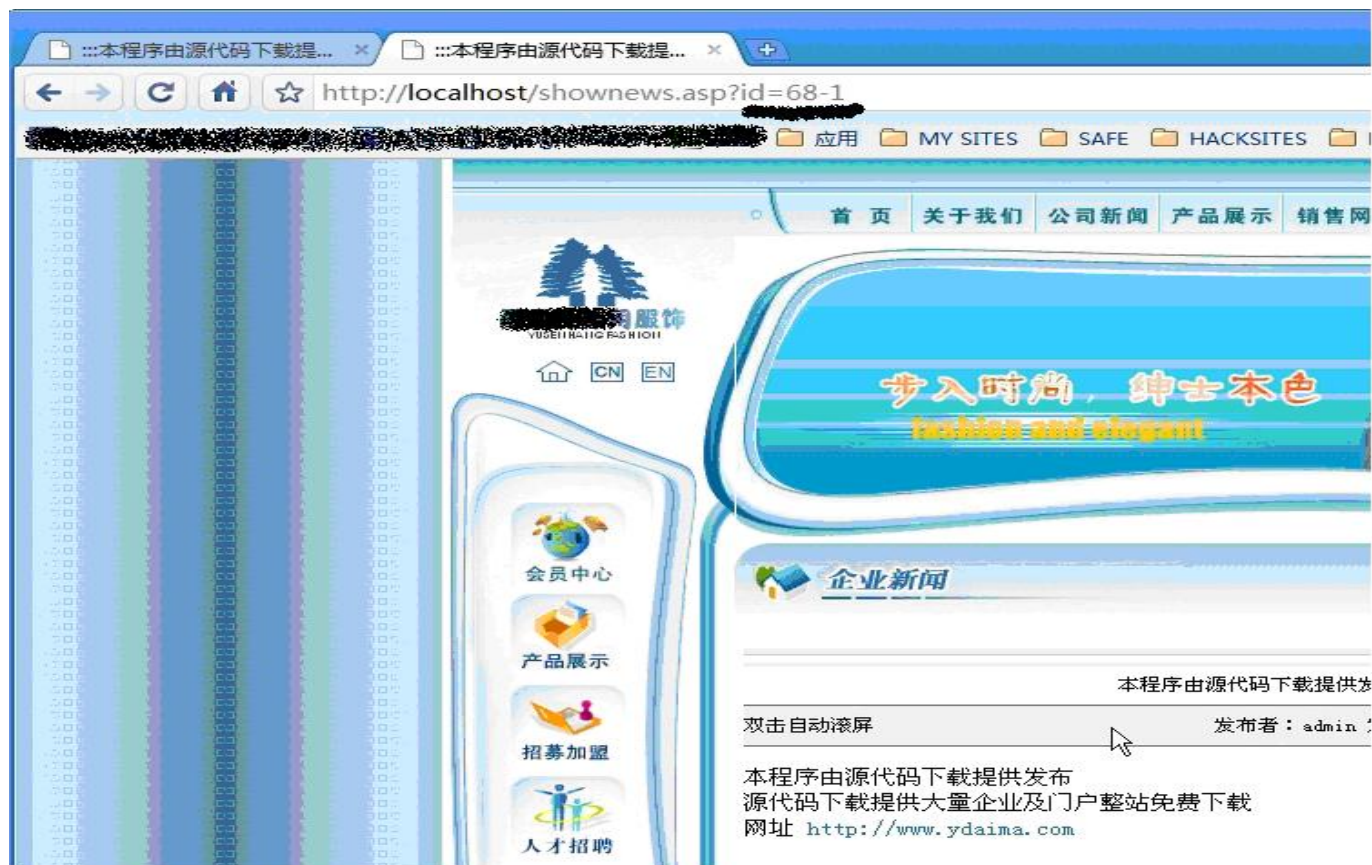 :::本程序由源代码下载提... × :::本程序由源代码下载提... ×
http://localhost/shownews.asp?id=68-1
应用 MY SITES SAFE HACKSITES
首 页 关于我们 公司新闻 产品展示 销售网
服饰
FASHION
CN EN
步入时尚，绅士本色
fashion and elegant
会员中心
企业新闻
产品展示
本程序由源代码下载提供发
双击自动滚屏 发布者：admin
招募加盟
本程序由源代码下载提供发布
源代码下载提供大量企业及门户整站免费下载
网址 http://www.ydaima.com
人才招聘